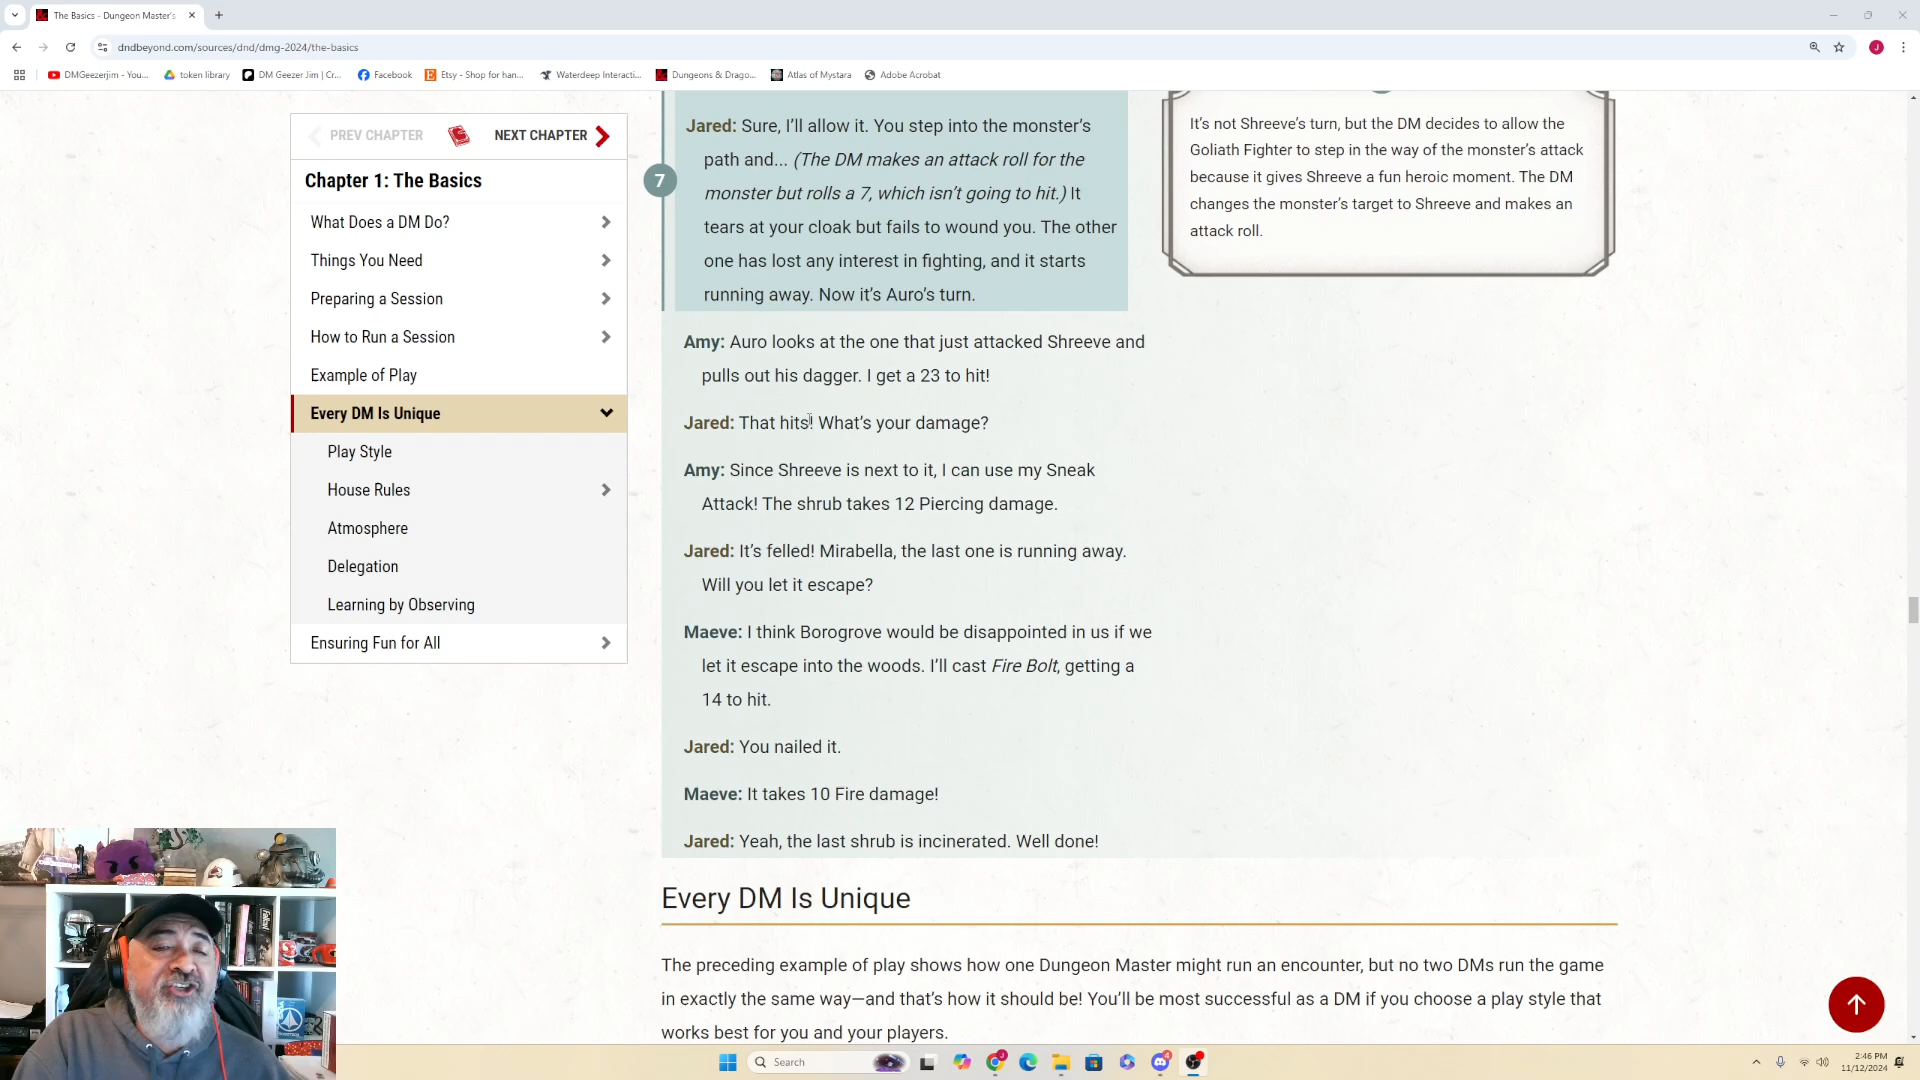 The Basics - Dungeon Master's
dndbeyond.com/sources/dnd/dmg-2024/the-basics
DMGeezerjim - You...
token library
DM Geezer Jim | Cr...
Facebook
Etsy - Shop for han...
Waterdeep Interacti...
Dungeons & Drago...
Atlas of Mystara
Adobe Acrobat
PREV CHAPTER
NEXT CHAPTER
Chapter 1: The Basics
What Does a DM Do?
Things You Need
Preparing a Session
How to Run a Session
Example of Play
Every DM Is Unique
Play Style
House Rules
Atmosphere
Delegation
Learning by Observing
Ensuring Fun for All
7
Jared: Sure, I'll allow it. You step into the monster's
path and... (The DM makes an attack roll for the
monster but rolls a 7, which isn't going to hit.) It
tears at your cloak but fails to wound you. The other
one has lost any interest in fighting, and it starts
running away. Now it's Auro's turn.
Amy: Auro looks at the one that just attacked Shreeve and
pulls out his dagger. I get a 23 to hit!
Jared: That hits! What's your damage?
Amy: Since Shreeve is next to it, I can use my Sneak
Attack! The shrub takes 12 Piercing damage.
Jared: It's felled! Mirabella, the last one is running away.
Will you let it escape?
Maeve: I think Borogrove would be disappointed in us if we
let it escape into the woods. I'll cast Fire Bolt, getting a
14 to hit.
Jared: You nailed it.
Maeve: It takes 10 Fire damage!
Jared: Yeah, the last shrub is incinerated. Well done!
It's not Shreeve's turn, but the DM decides to allow the
Goliath Fighter to step in the way of the monster's attack
because it gives Shreeve a fun heroic moment. The DM
changes the monster's target to Shreeve and makes an
attack roll.
Every DM Is Unique
The preceding example of play shows how one Dungeon Master might run an encounter, but no two DMs run the game
in exactly the same way—and that's how it should be! You'll be most successful as a DM if you choose a play style that
works best for you and your players.
Search
2:46 PM
11/12/2024